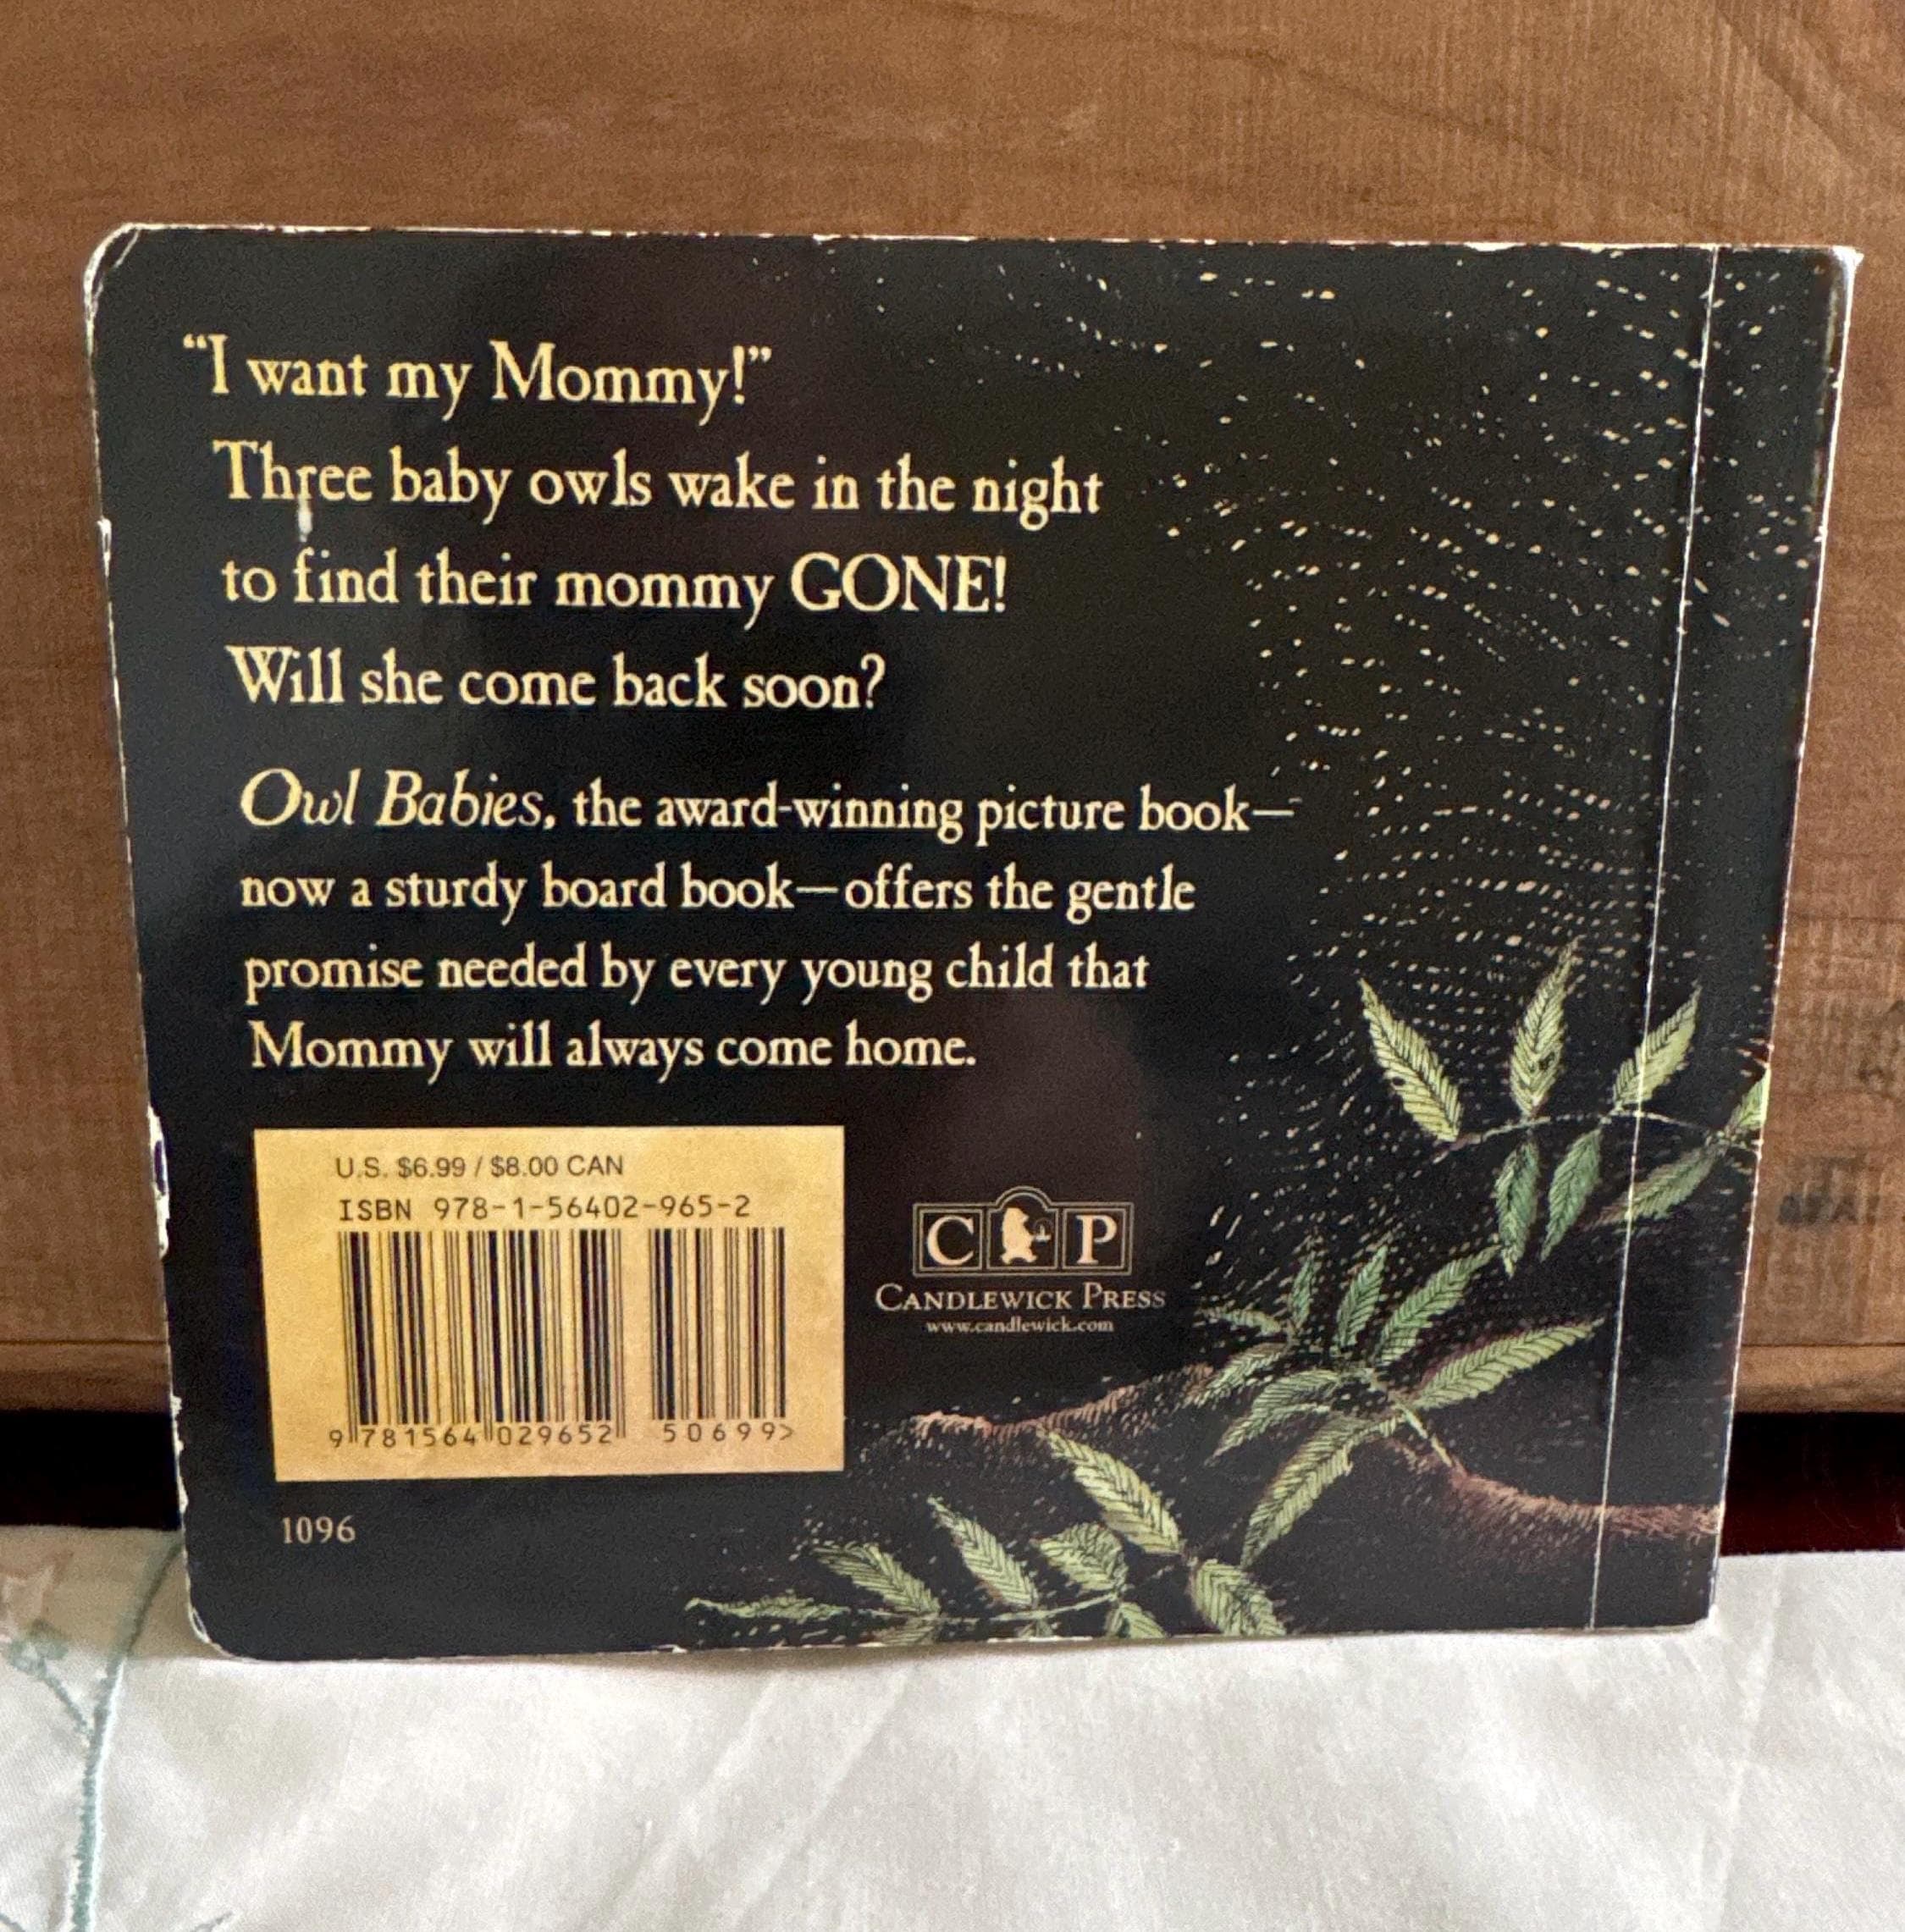 “I want my Mommy!”
Three baby owls wake in the night
to find their mommy GONE!
Will she come back soon?
Owl Babies, the award-winning picture book—
now a sturdy board book—offers the gentle
promise needed by every young child that
Mommy will always come home.
U.S. $6.99 / $8.00 CAN
ISBN 978-1-56402-965-2
9 781564 029652 50699>
C P
CANDLEWICK PRESS
www.candlewick.com
1096